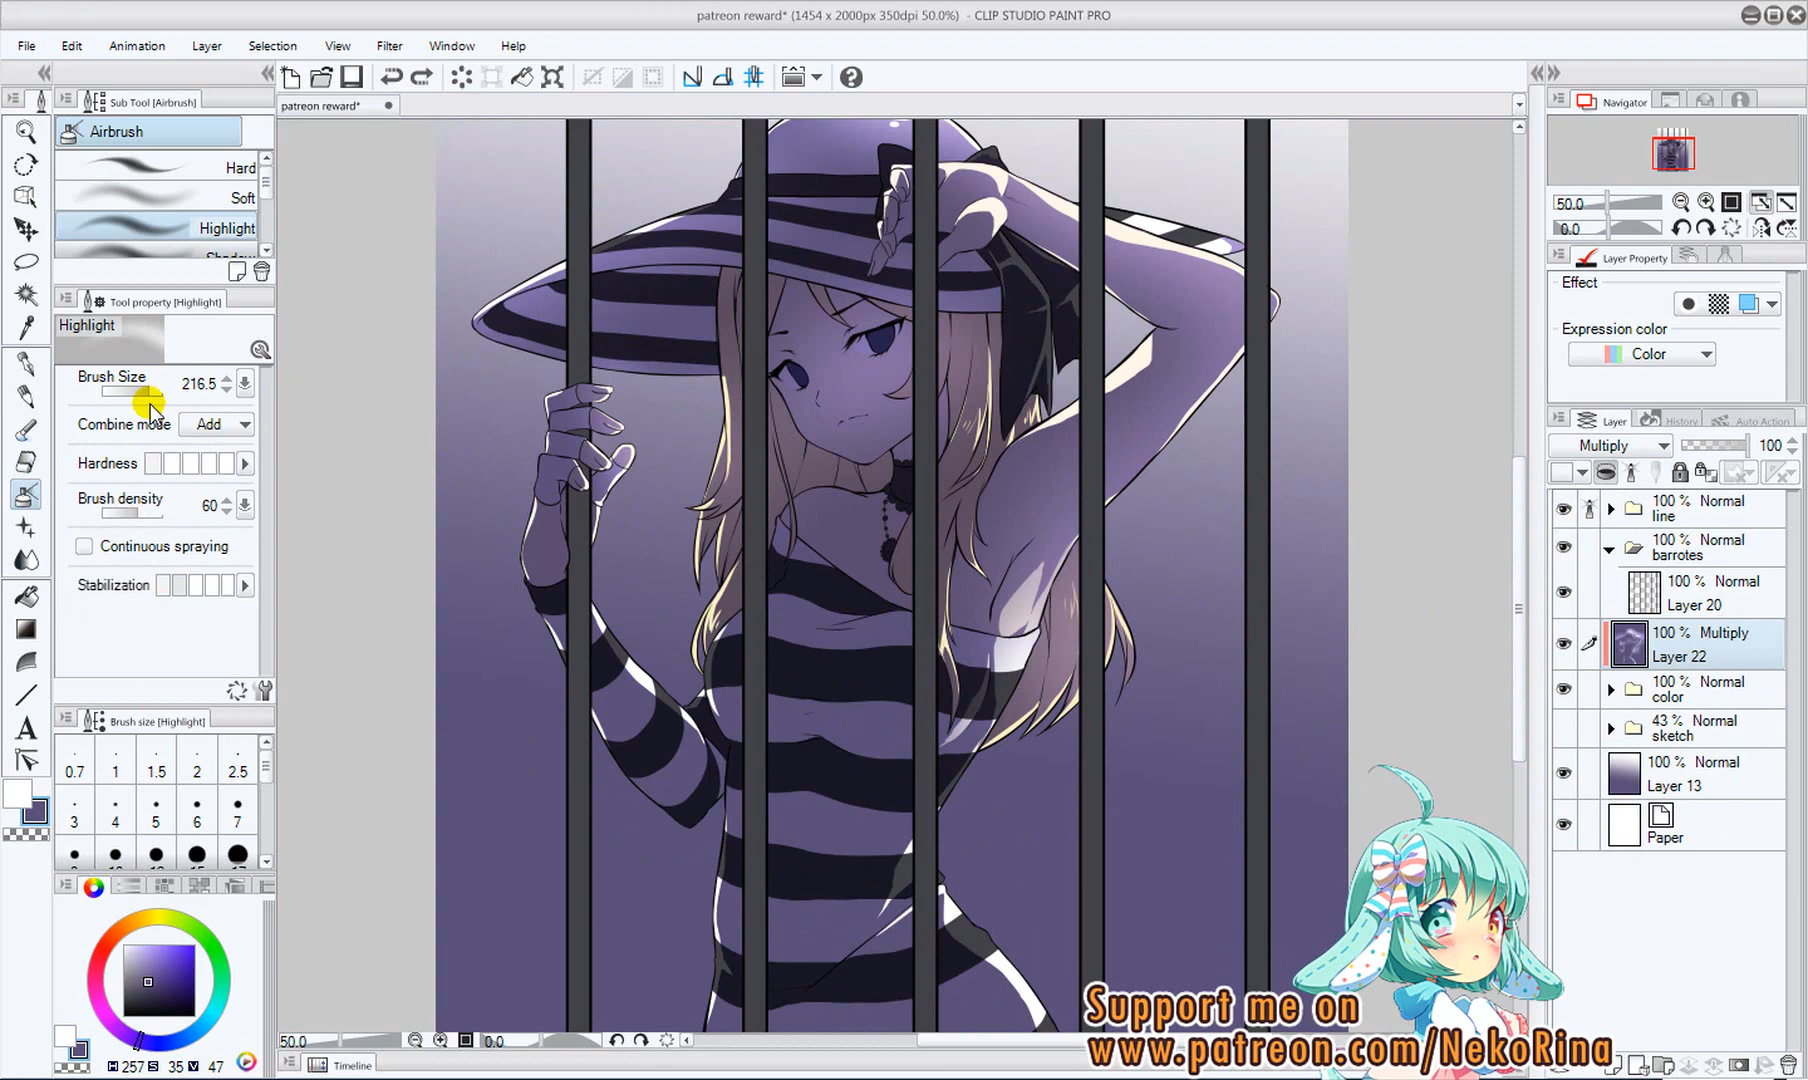 patreon reward* (1454 x 2000px 350dpi 50.0%) - CLIP STUDIO PAINT PRO
File Edit Animation Layer Selection View Filter Window Help
Sub Tool [Airbrush]
patreon reward*
Navigator
Airbrush
Hard
Soft
Highlight
50.0
0.0
Layer Property
Tool property [Highlight]
Effect
Highlight
Expression color
Color
Brush Size 216.5
Combine mode Add
Layer History Auto Action
Multiply 100
Hardness
Brush density 60
100 % Normal
line
Continuous spraying
100 % Normal
barrotes
Stabilization
100 % Normal
Layer 20
100 % Multiply
Layer 22
100 % Normal
color
Brush size [Highlight]
43 % Normal
sketch
0.7 1 1.5 2 2.5
100 % Normal
Layer 13
3 4 5 6 7
Paper
Support me on
www.patreon.com/NekoRina
50.0 0.0
Timeline
H 257 S 35 V 47